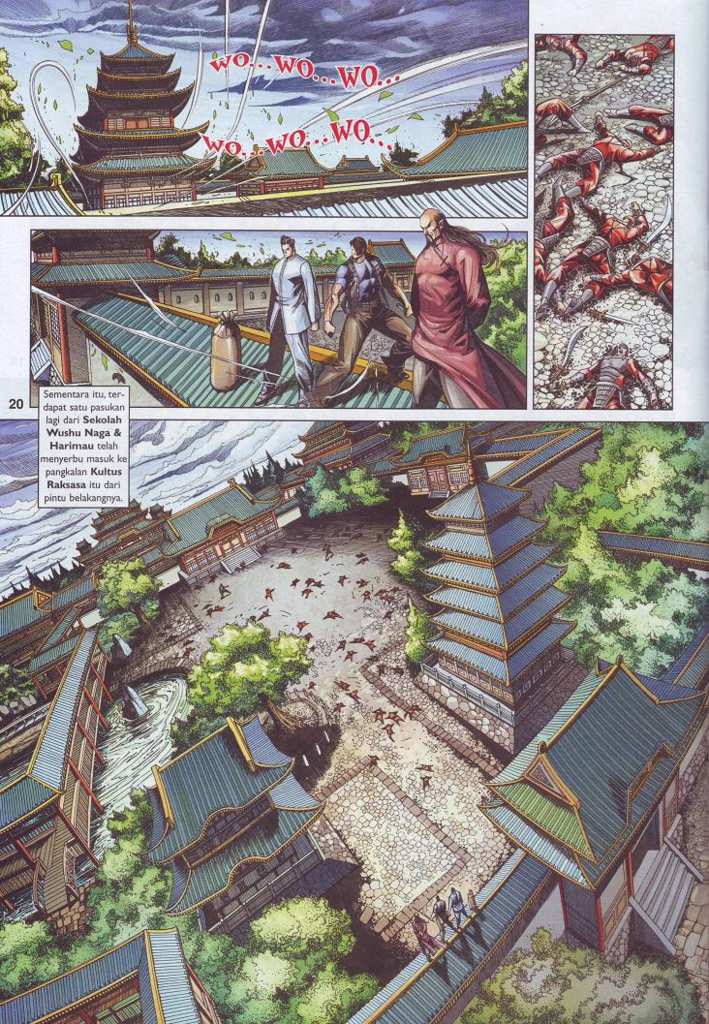 WO...WO...WO...
WO...WO...WO...
20
Sementara itu, ter-
dapat satu pasukan
lagi dari Sekolah
Wushu Naga &
Harimau telah
menyerbu masuk ke
pangkalan Kultus
Raksasa itu dari
pintu belakangnya.